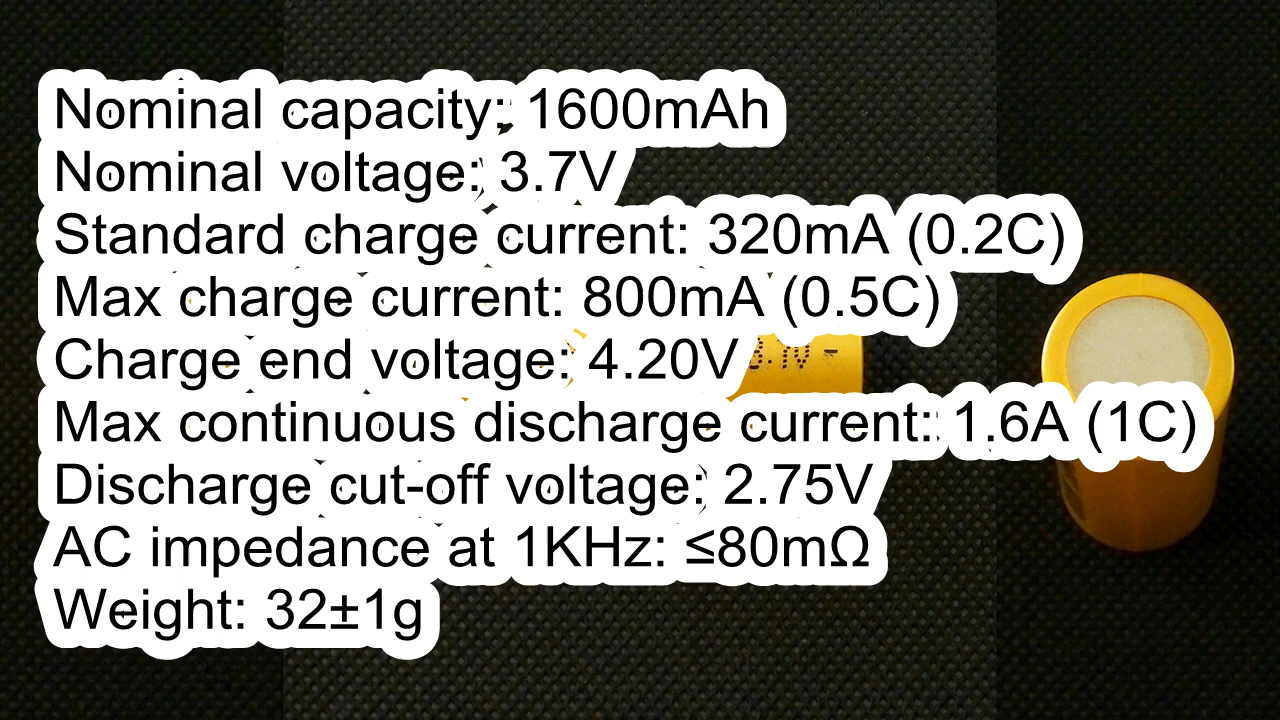 Nominal capacity: 1600mAh
Nominal voltage: 3.7V
Standard charge current: 320mA (0.2C)
Max charge current: 800mA (0.5C)
Charge end voltage: 4.20V
Max continuous discharge current: 1.6A (1C)
Discharge cut-off voltage: 2.75V
AC impedance at 1KHz: ≤80mΩ
Weight: 32±1g